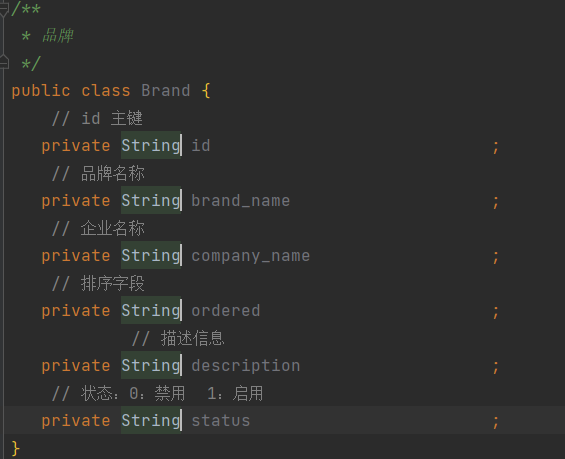 /**
 * 品牌
 */
public class Brand {
    // id 主键
    private String id                            ;
    // 品牌名称
    private String brand_name                    ;
    // 企业名称
    private String company_name                  ;
    // 排序字段
    private String ordered                       ;
            // 描述信息
    private String description                   ;
    // 状态：0：禁用  1：启用
    private String status                        ;
}